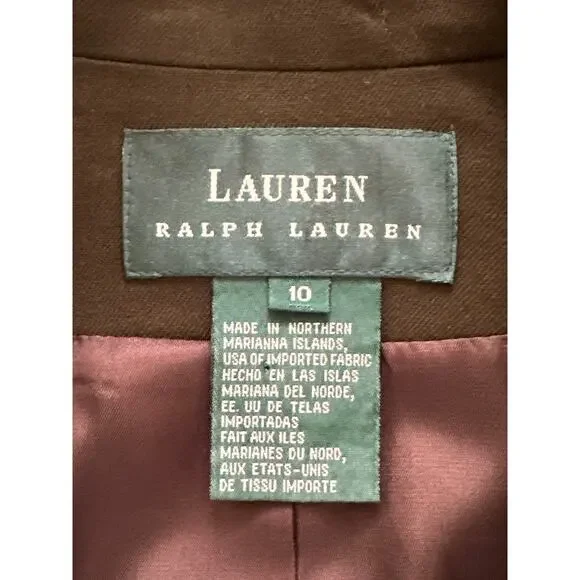 LAUREN
RALPH LAUREN
10
MADE IN NORTHERN
MARIANNA ISLANDS,
USA OF IMPORTED FABRIC
HECHO EN LAS ISLAS
MARIANA DEL NORDE,
EE. UU DE TELAS
IMPORTADAS
FAIT AUX ILES
MARIANES DU NORD,
AUX ETATS-UNIS
DE TISSU IMPORTE